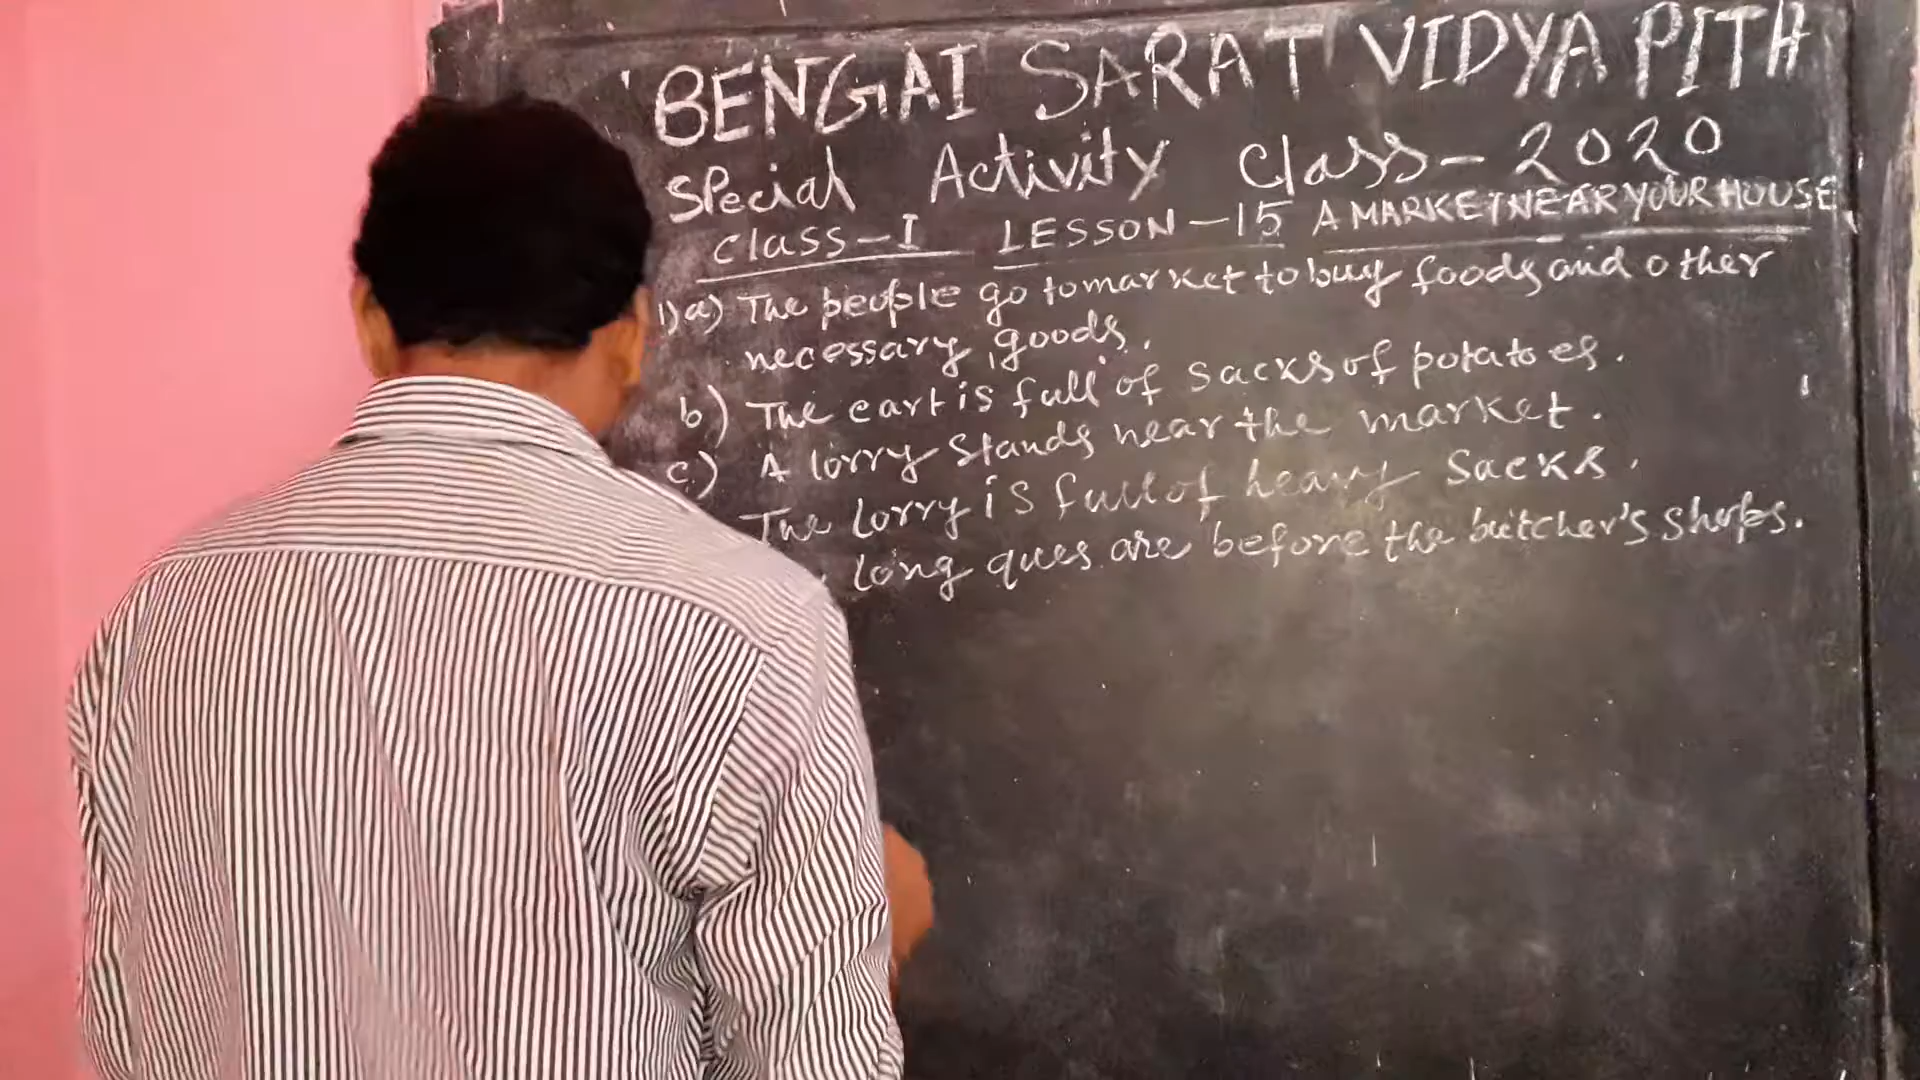 BENGAI SARAT VIDYA PITH
Special Activity Class - 2020
Class-I LESSON-15 A MARKET NEAR YOUR HOUSE
1) a) The people go to market to buy foods and other
necessary goods.
b) The cart is full of sacks of potatoes.
c) A lorry stands near the market.
The lorry is full of heavy sacks.
long ques are before the butcher's shops.